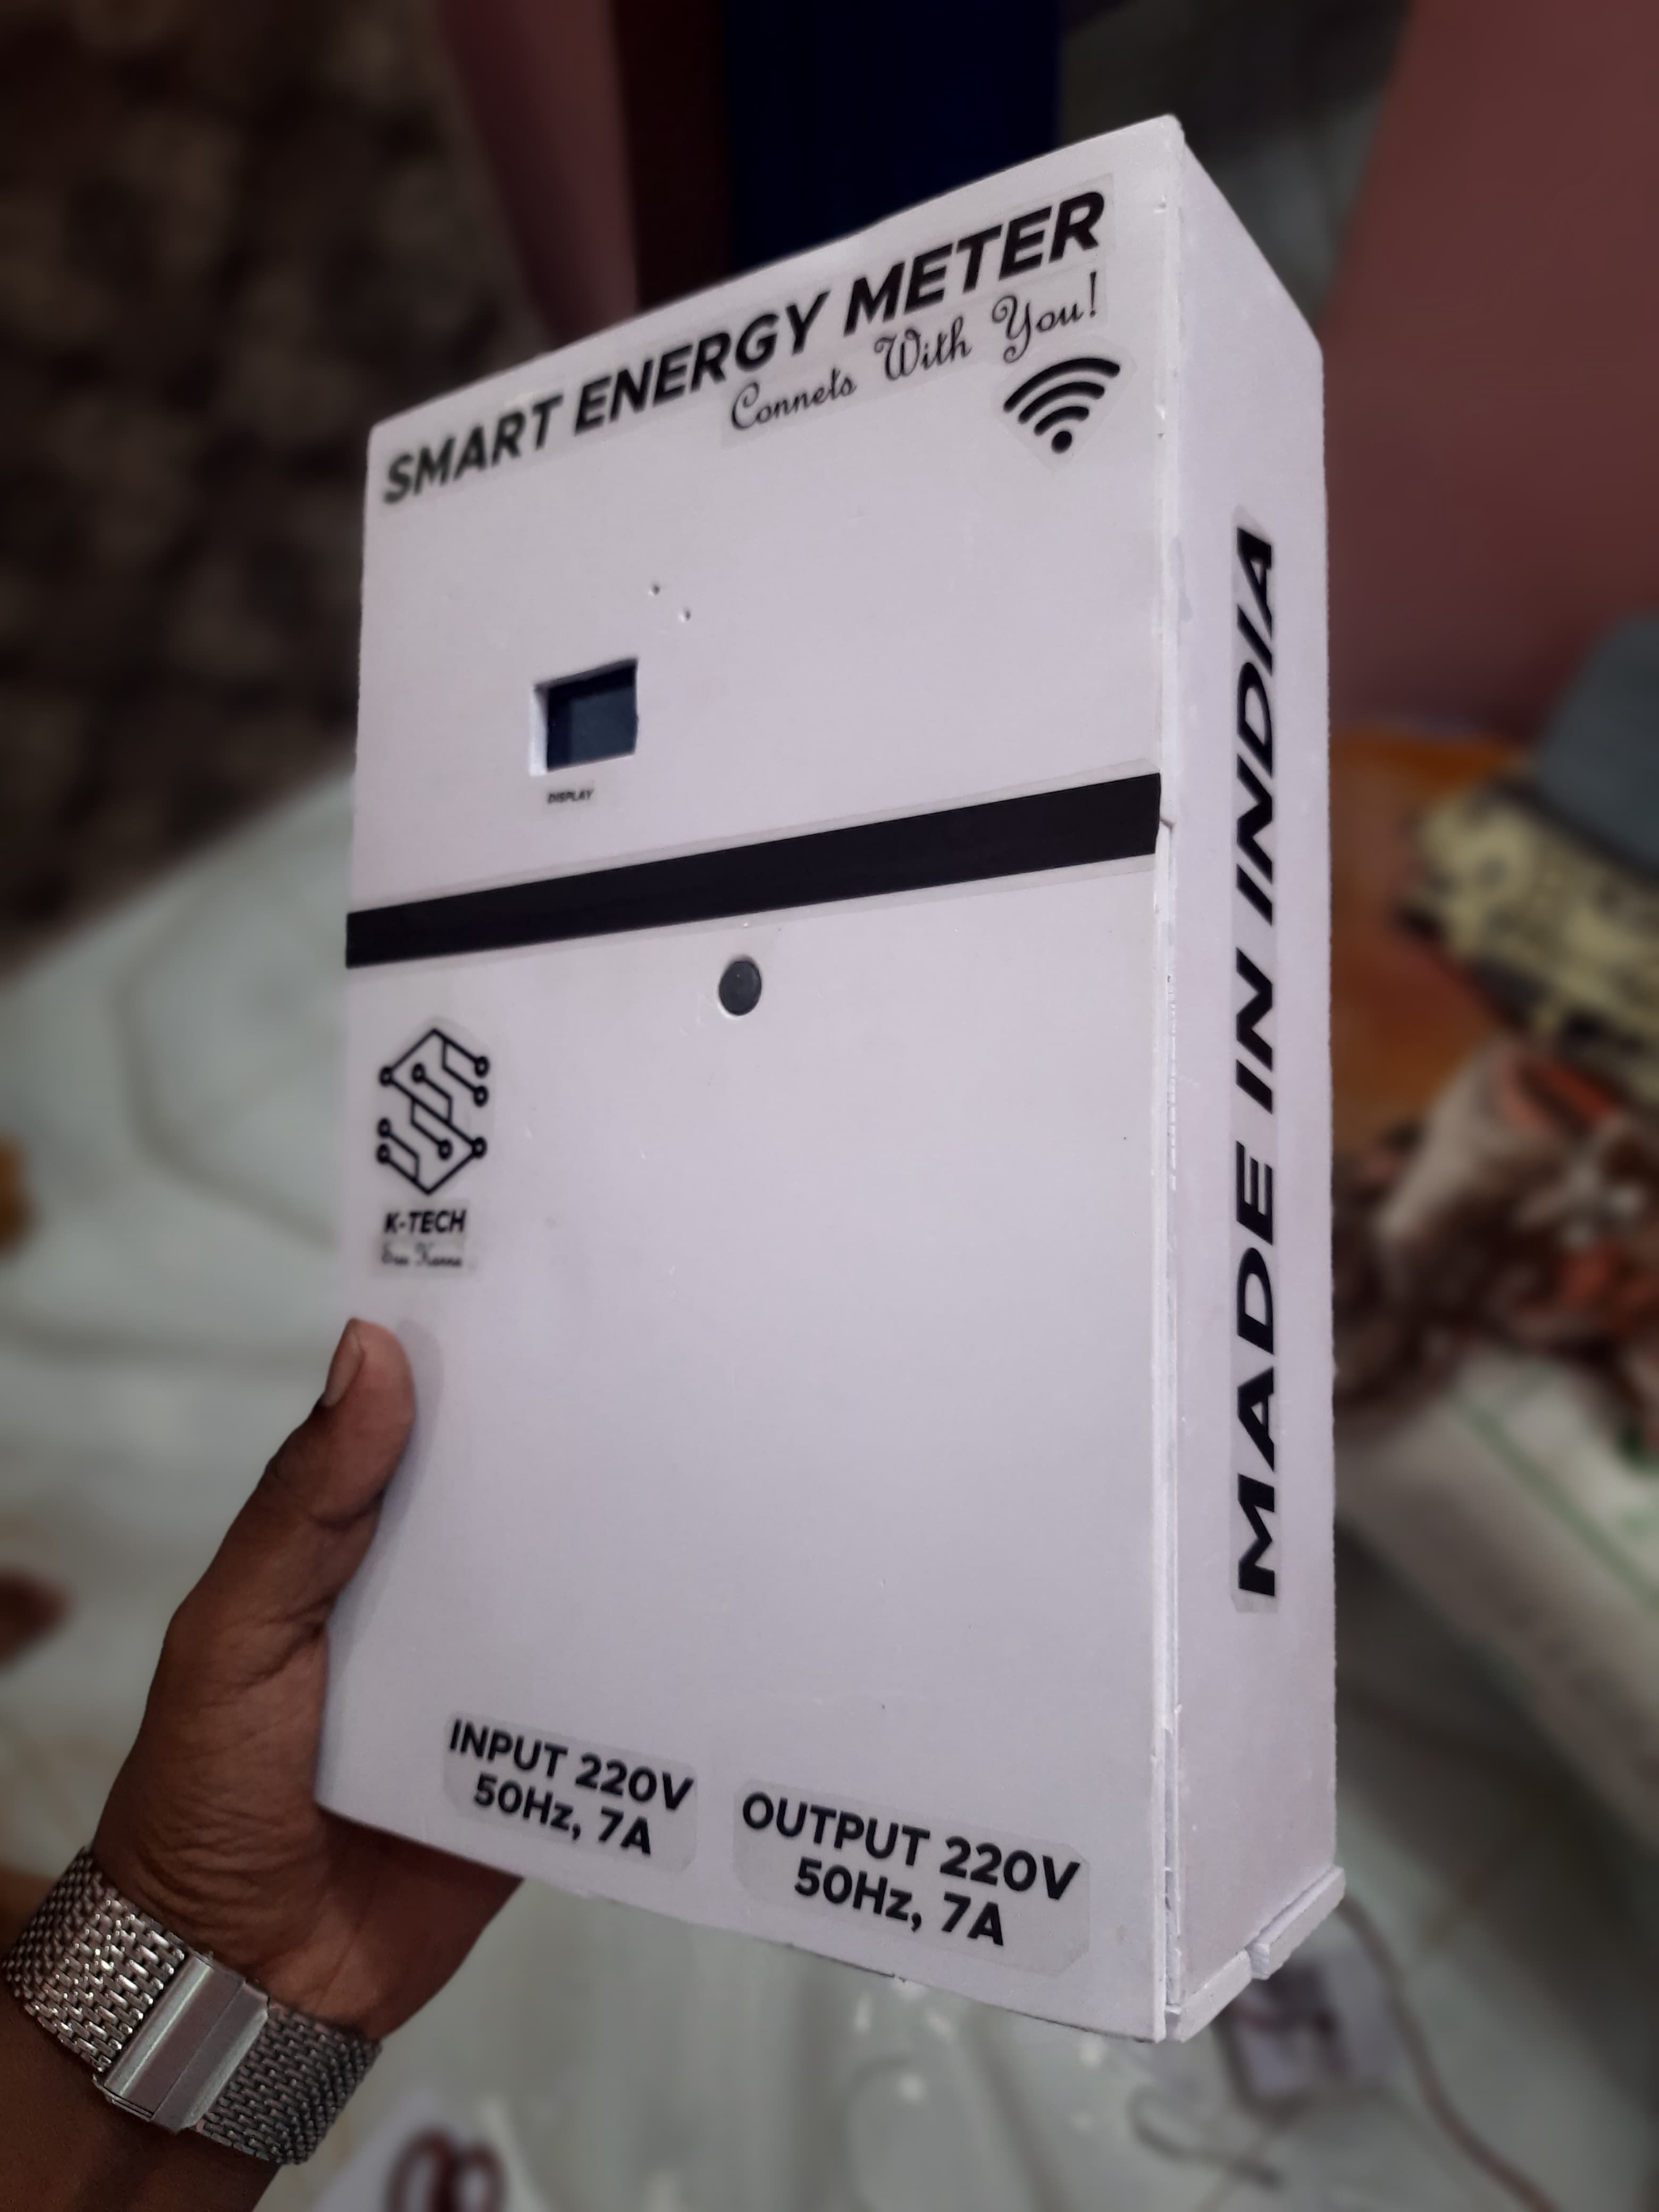 SMART ENERGY METER
Connets With You!
DISPLAY
K-TECH
INPUT 220V
50Hz, 7A
OUTPUT 220V
50Hz, 7A
MADE IN INDIA